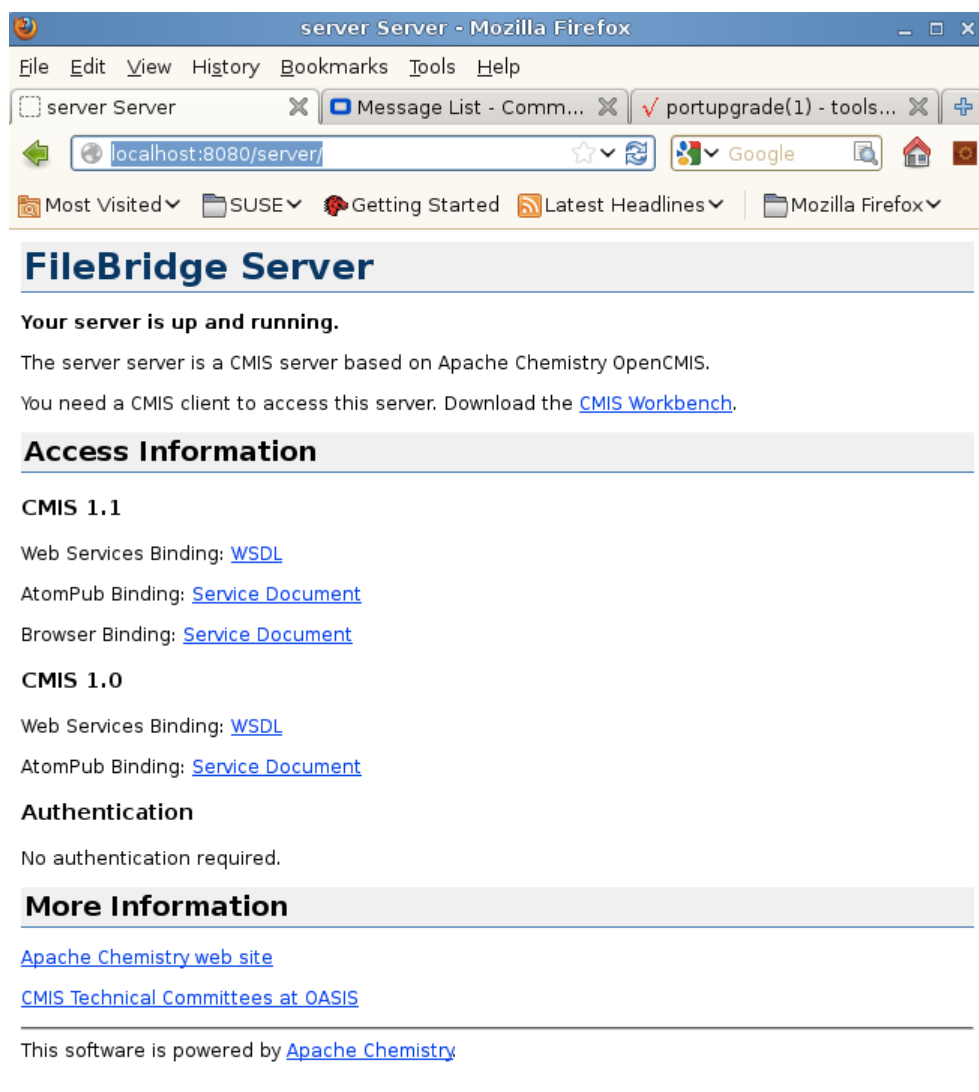 server Server - Mozilla Firefox
File Edit View History Bookmarks Tools Help
server Server Message List - Comm... portupgrade(1) - tools...
localhost:8080/server/ Google
Most Visited SUSE Getting Started Latest Headlines Mozilla Firefox
FileBridge Server
Your server is up and running.
The server server is a CMIS server based on Apache Chemistry OpenCMIS.
You need a CMIS client to access this server. Download the CMIS Workbench.
Access Information
CMIS 1.1
Web Services Binding: WSDL
AtomPub Binding: Service Document
Browser Binding: Service Document
CMIS 1.0
Web Services Binding: WSDL
AtomPub Binding: Service Document
Authentication
No authentication required.
More Information
Apache Chemistry web site
CMIS Technical Committees at OASIS
This software is powered by Apache Chemistry.